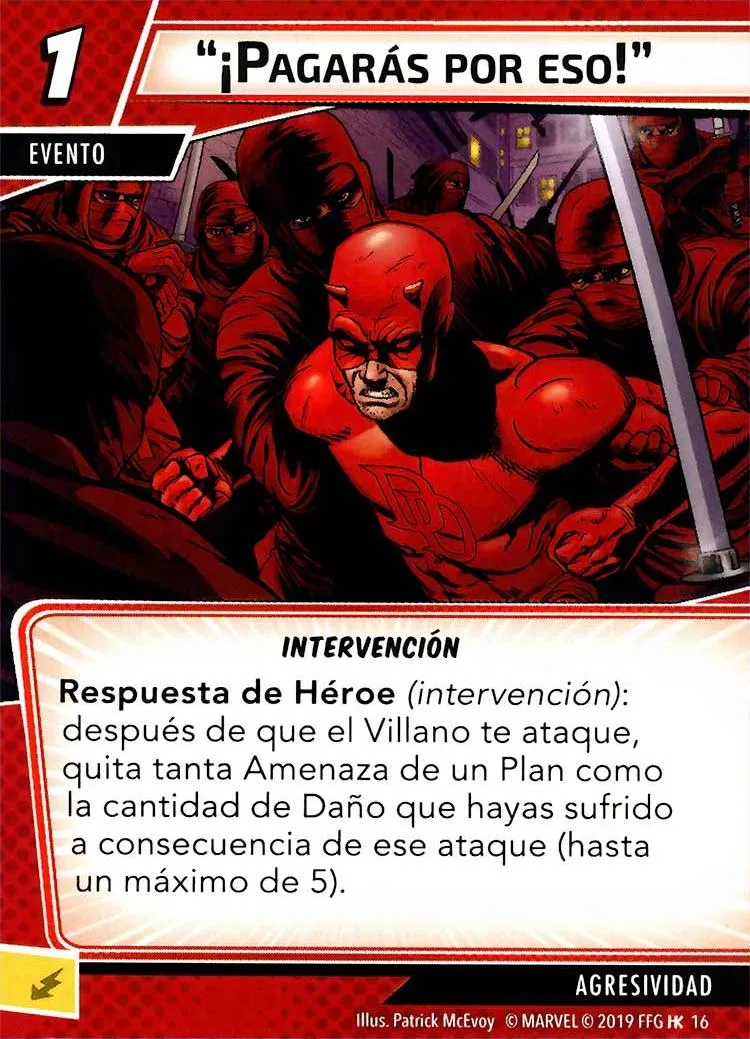 1
“¡PAGARÁS POR ESO!”
EVENTO
INTERVENCIÓN
Respuesta de Héroe (intervención):
después de que el Villano te ataque,
quita tanta Amenaza de un Plan como
la cantidad de Daño que hayas sufrido
a consecuencia de ese ataque (hasta
un máximo de 5).
AGRESIVIDAD
Illus. Patrick McEvoy © MARVEL © 2019 FFG HK 16